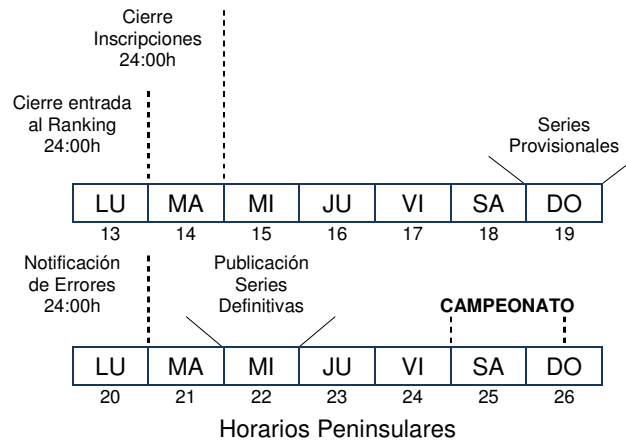 Cierre
Inscripciones
24:00h
Cierre entrada
al Ranking
24:00h
Series
Provisionales
LU MA MI JU VI SA DO
13 14 15 16 17 18 19
Notificación
de Errores
24:00h
Publicación
Series
Definitivas
CAMPEONATO
LU MA MI JU VI SA DO
20 21 22 23 24 25 26
Horarios Peninsulares